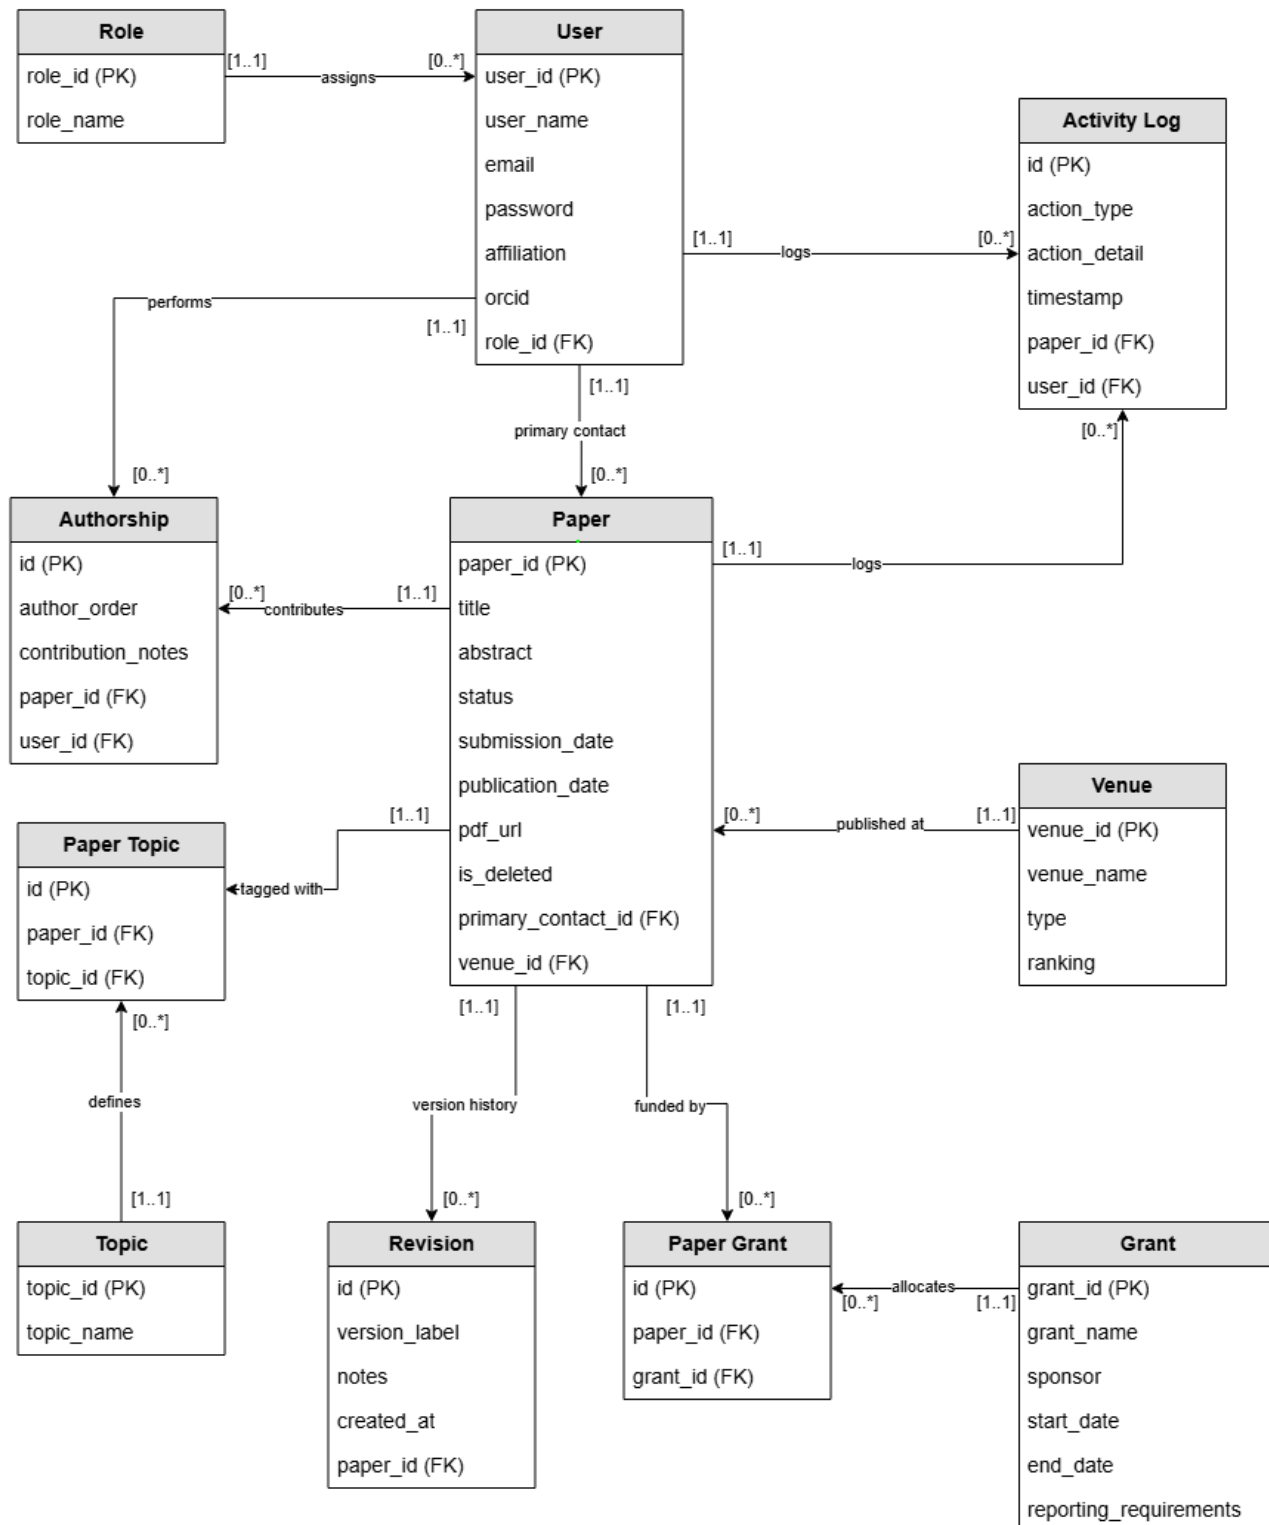 Role
role_id (PK)
role_name
[1..1]
assigns
[0..*]
User
user_id (PK)
user_name
email
password
affiliation
orcid
role_id (FK)
[1..1]
logs
[0..*]
Activity Log
id (PK)
action_type
action_detail
timestamp
paper_id (FK)
user_id (FK)
[0..*]
performs
[1..1]
[0..*]
[1..1]
primary contact
[0..*]
Authorship
id (PK)
author_order
contribution_notes
paper_id (FK)
user_id (FK)
[0..*]
contributes
[1..1]
Paper
paper_id (PK)
title
abstract
status
submission_date
publication_date
pdf_url
is_deleted
primary_contact_id (FK)
venue_id (FK)
[1..1]
logs
[0..*]
published at
[1..1]
Venue
venue_id (PK)
venue_name
type
ranking
Paper Topic
id (PK)
paper_id (FK)
topic_id (FK)
[1..1]
tagged with
[0..*]
defines
[1..1]
[1..1]
version history
[0..*]
[1..1]
funded by
[0..*]
Topic
topic_id (PK)
topic_name
Revision
id (PK)
version_label
notes
created_at
paper_id (FK)
Paper Grant
id (PK)
paper_id (FK)
grant_id (FK)
allocates
[0..*]
[1..1]
Grant
grant_id (PK)
grant_name
sponsor
start_date
end_date
reporting_requirements